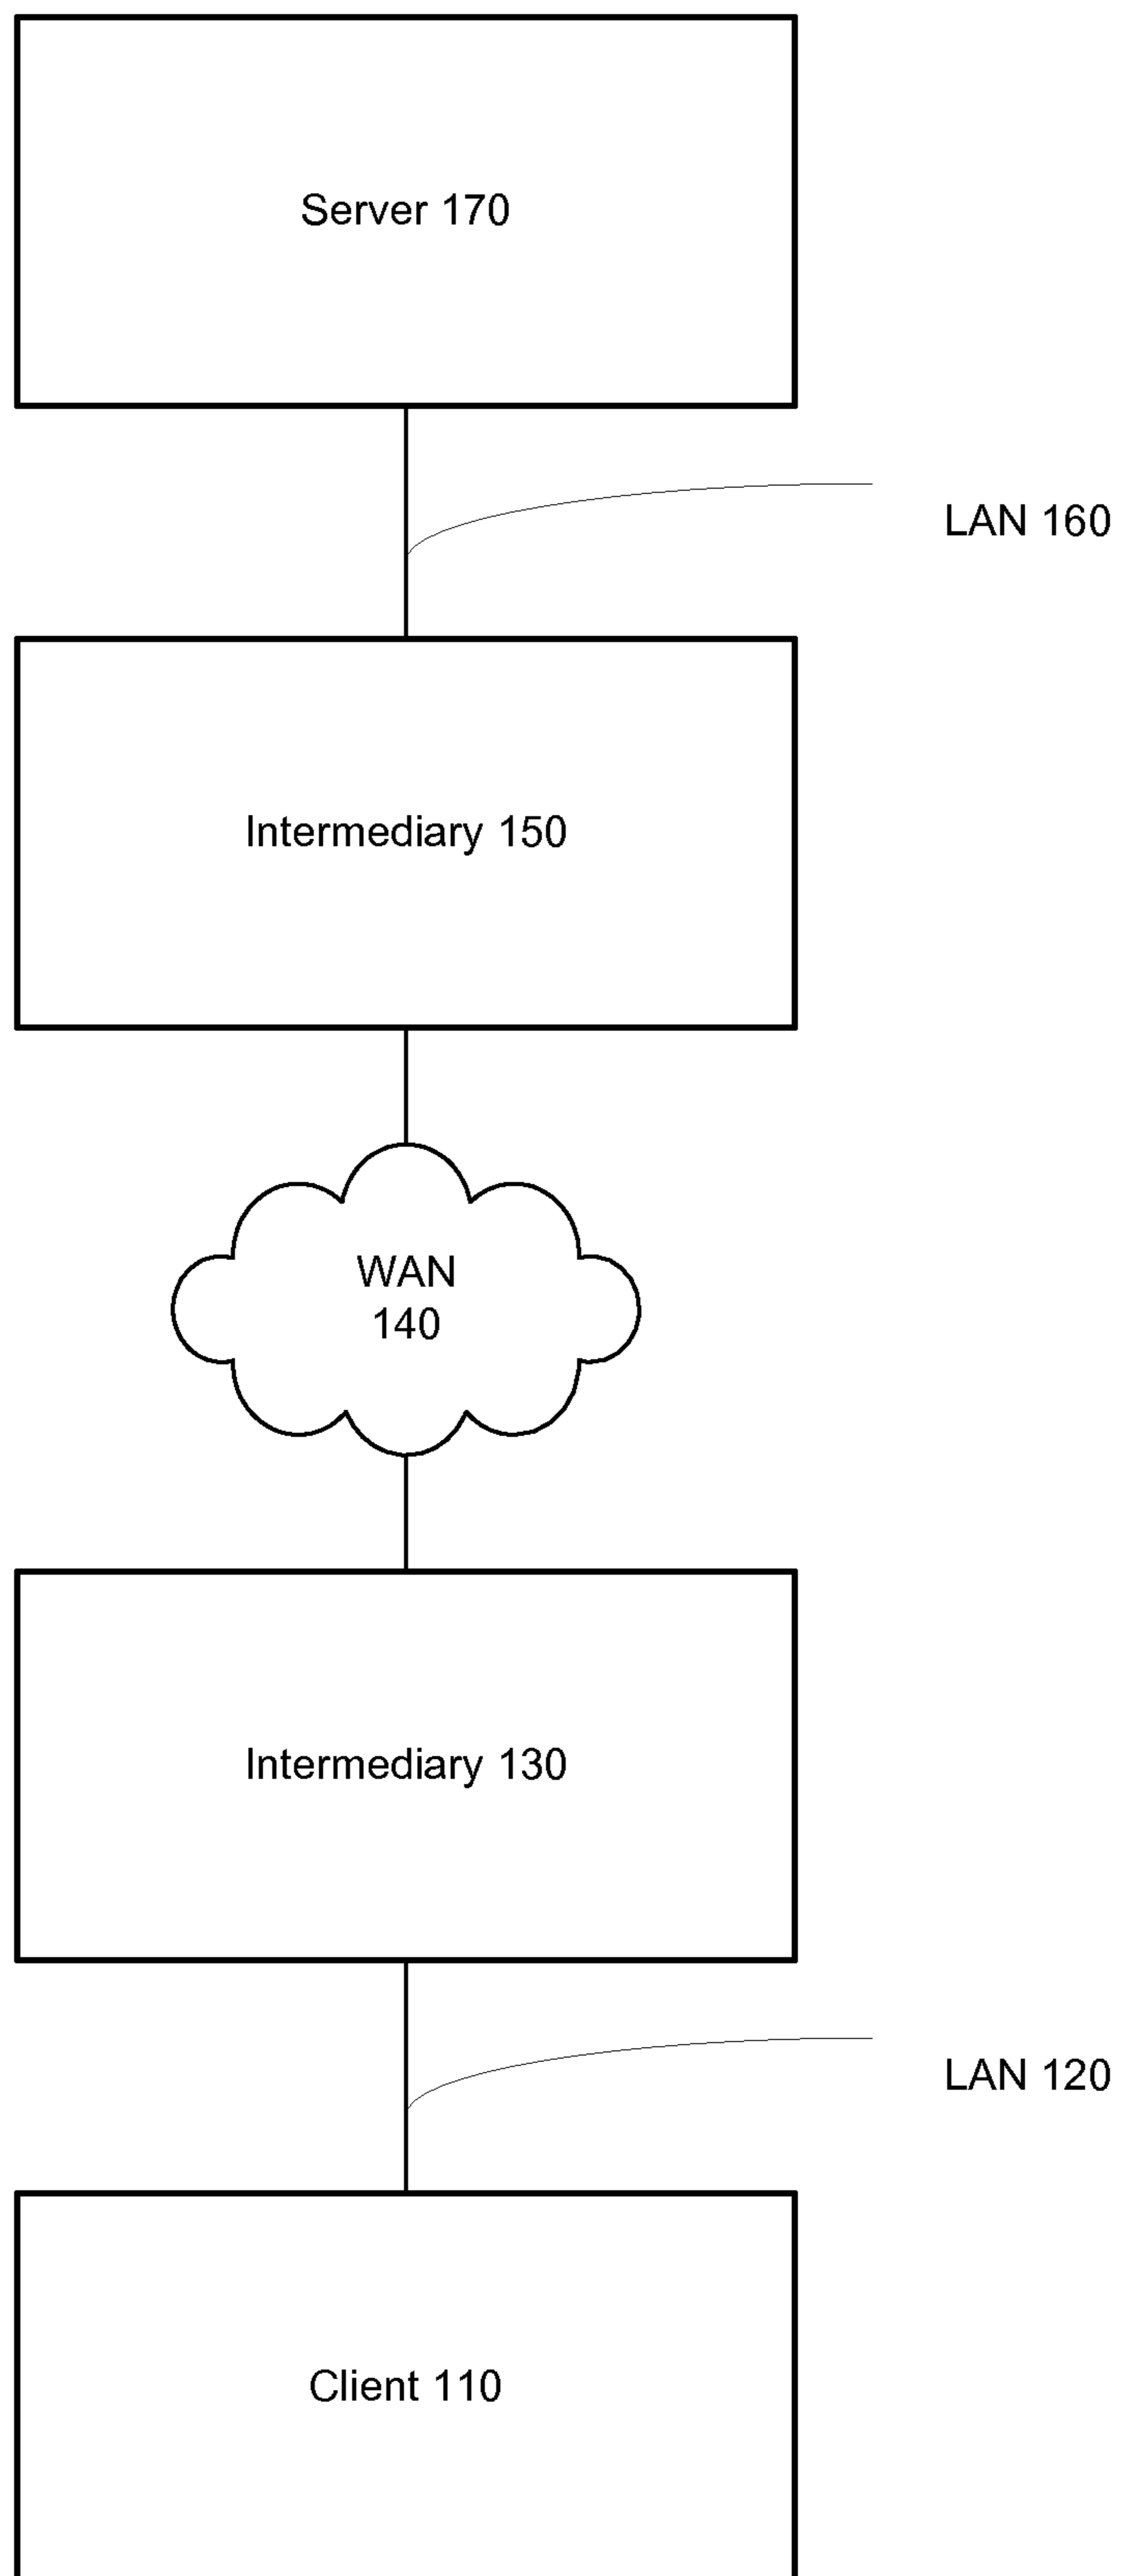 Server 170
LAN 160
Intermediary 150
WAN
140
Intermediary 130
LAN 120
Client 110